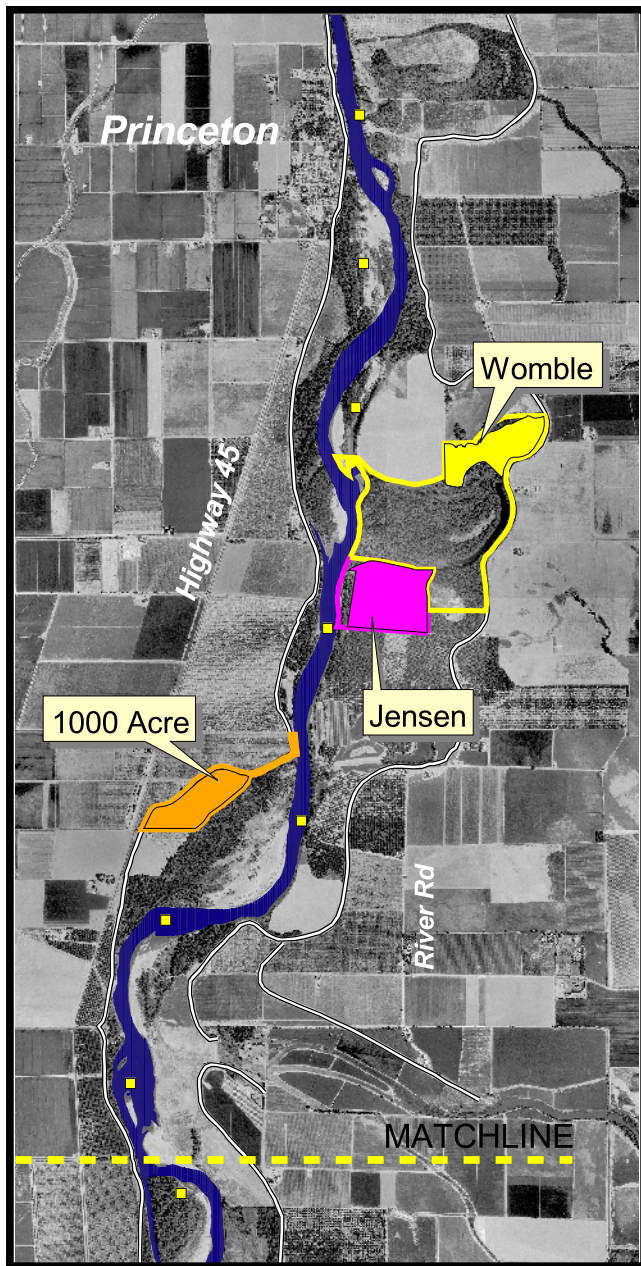 Princeton
Womble
Highway 45
Jensen
1000 Acre
River Rd
MATCHLINE